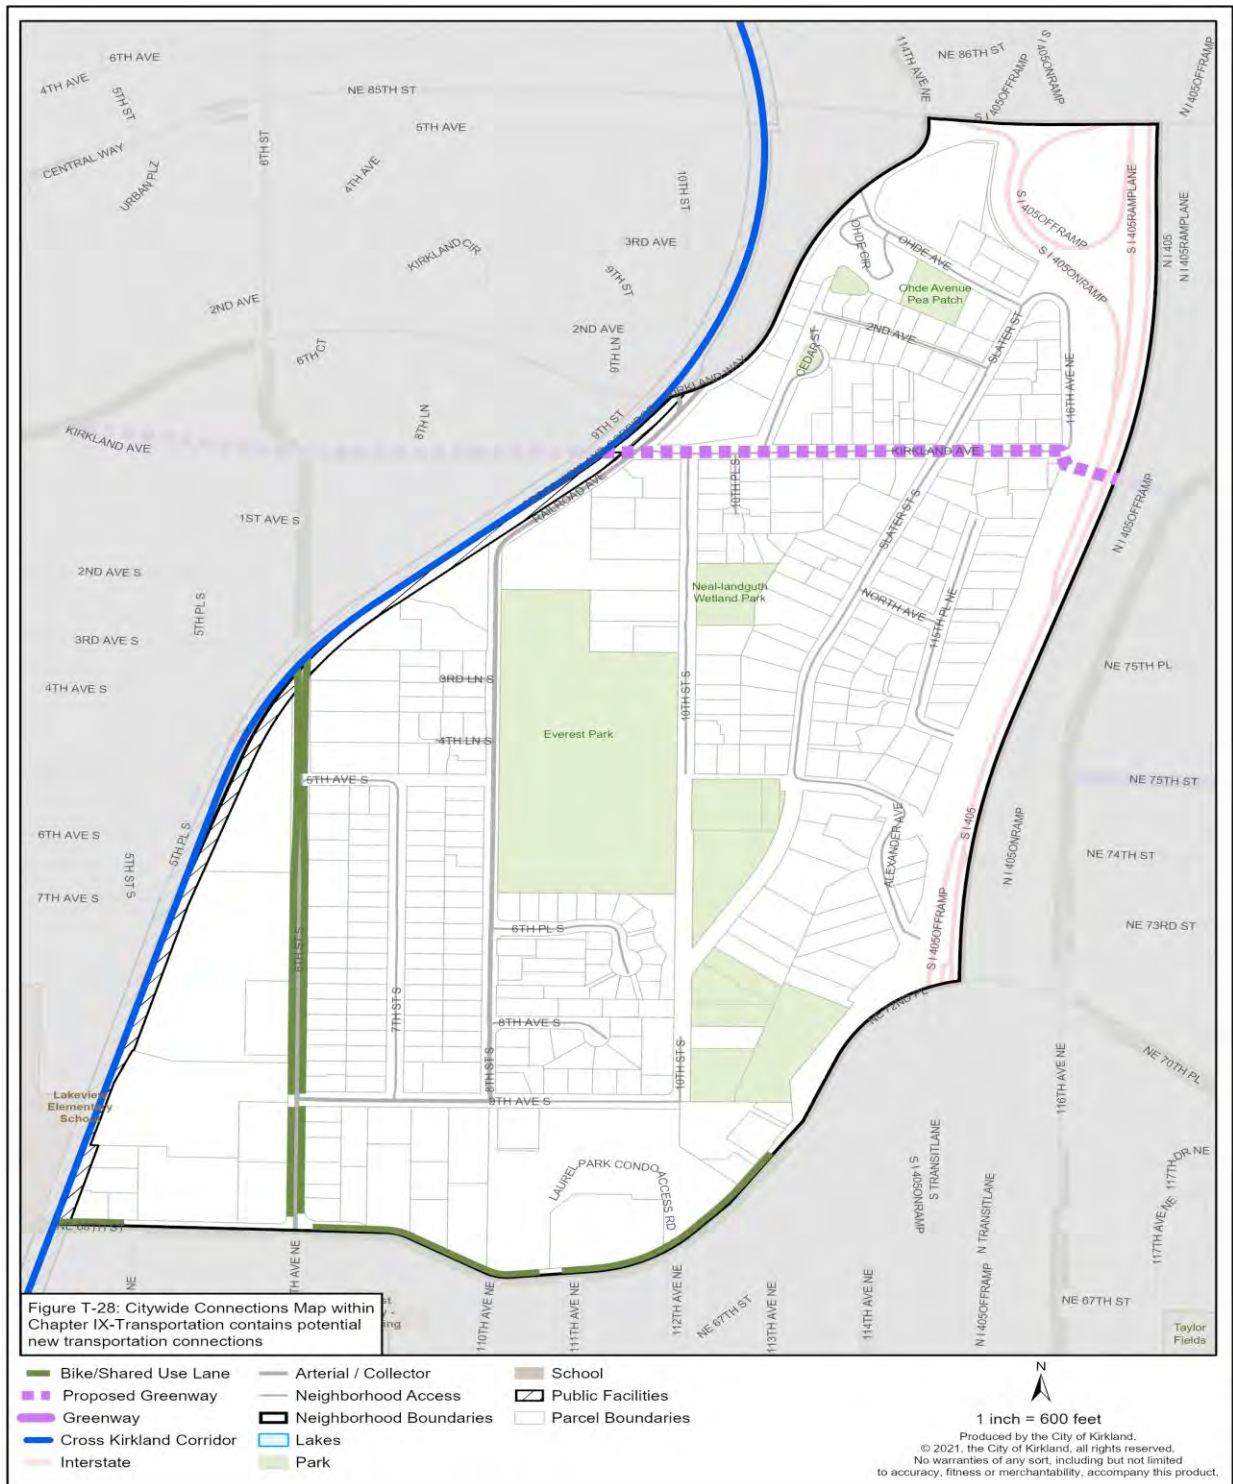 6TH AVE
4TH AVE
5TH ST
NE 85TH ST
5TH AVE
CENTRAL WAY
URBAN PLZ
6TH ST
4TH AVE
10TH ST
114TH AVE NE
NE 86TH ST
S I 405OFFRAMP
S I 405ONRAMP
N I 405OFFRAMP
KIRKLAND CIR
3RD AVE
9TH ST
2ND AVE
6TH CT
2ND AVE
9TH LN
OHDE CIR
OHDE AVE
S I 405OFFRAMP
S I 405ONRAMP
S I 405RAMPLANE
N I 405
N I 405RAMPLANE
Ohde Avenue
Pea Patch
2ND AVE
CEDAR ST
SLATER ST
116TH AVE NE
KIRKLAND WAY
8TH LN
9TH ST
KIRKLAND AVE
KIRKLAND AVE
RAILROAD AVE
10TH PL S
SLATER ST S
N I 405OFFRAMP
1ST AVE S
2ND AVE S
5TH PL S
3RD AVE S
4TH AVE S
Neal-landguth
Wetland Park
NORTH AVE
115TH PL NE
NE 75TH PL
3RD LN S
10TH ST S
4TH LN S
Everest Park
5TH AVE S
NE 75TH ST
6TH AVE S
5TH ST S
5TH PL S
7TH AVE S
ALEXANDER AVE
S I 405
N I 405ONRAMP
NE 74TH ST
6TH ST S
6TH PL S
S I 405OFFRAMP
NE 73RD ST
7TH ST S
8TH AVE S
8TH ST S
10TH ST S
NE 72ND PL
116TH AVE NE
NE 70TH PL
9TH AVE S
Lakeview
Elementary
School
LAUREL PARK CONDO
ACCESS RD
S I 405ONRAMP
S TRANSITLANE
N TRANSITLANE
117TH DR NE
117TH AVE NE
NE 68TH ST
110TH AVE NE
111TH AVE NE
112TH AVE NE
NE 67TH ST
113TH AVE NE
114TH AVE NE
N I 405OFFRAMP
NE 67TH ST
Taylor
Fields
Figure T-28: Citywide Connections Map within
Chapter IX-Transportation contains potential
new transportation connections
Bike/Shared Use Lane
Proposed Greenway
Greenway
Cross Kirkland Corridor
Interstate
Arterial / Collector
Neighborhood Access
Neighborhood Boundaries
Lakes
Park
School
Public Facilities
Parcel Boundaries
N
1 inch = 600 feet
Produced by the City of Kirkland.
© 2021, the City of Kirkland, all rights reserved.
No warranties of any sort, including but not limited
to accuracy, fitness or merchantability, accompany this product.